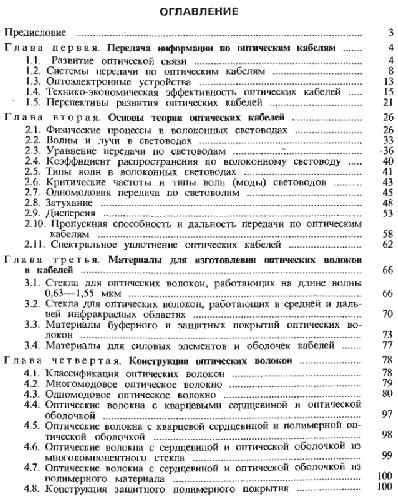 ОГЛАВЛЕНИЕ
Предисловие 3
Глава первая. Передача информации по оптическим кабелям 4
1.1. Развитие оптической связи 4
1.2. Системы передачи по оптическим кабелям 8
1.3. Оптоэлектронные устройства 13
1.4. Технико-экономическая эффективность оптических кабелей 15
1.5. Перспективы развития оптических кабелей 21
Глава вторая. Основы теории оптических кабелей 26
2.1. Физические процессы в волоконных световодах 26
2.2. Волны и лучи в световодах 33
2.3. Уравнение передачи по световодам 36
2.4. Коэффициент распространения по волоконному световоду 40
2.5. Типы волн в волоконных световодах 41
2.6. Критические частоты и типы волн (моды) световодов 43
2.7. Одномодовая передача по световодам 45
2.8. Затухание 48
2.9. Дисперсия 53
2.10. Пропускная способность и дальность передачи по оптическим
кабелям 58
2.11. Спектральное уплотнение оптических кабелей 62
Глава третья. Материалы для изготовления оптических волокон
и кабелей 66
3.1. Стекла для оптических волокон, работающих на длине волны
0,63—1,55 мкм 66
3.2. Стекла для оптических волокон, работающих в средней и даль-
ней инфракрасных областях 70
3.3. Материалы буферного и защитных покрытий оптических во-
локон 73
3.4. Материалы для силовых элементов и оболочек кабелей 77
Глава четвертая. Конструкции оптических волокон 78
4.1. Классификация оптических волокон 78
4.2. Многомодовое оптическое волокно 79
4.3. Одномодовое оптическое волокно 80
4.4. Оптические волокна с кварцевыми сердцевиной и оптической
оболочкой 97
4.5. Оптические волокна с кварцевой сердцевиной и полимерной оп-
тической оболочкой 98
4.6. Оптические волокна с сердцевиной и оптической оболочкой из
многокомпонентного стекла 99
4.7. Оптические волокна с сердцевиной и оптической оболочкой из
полимерного материала 100
4.8. Конструкция защитного полимерного покрытия 100